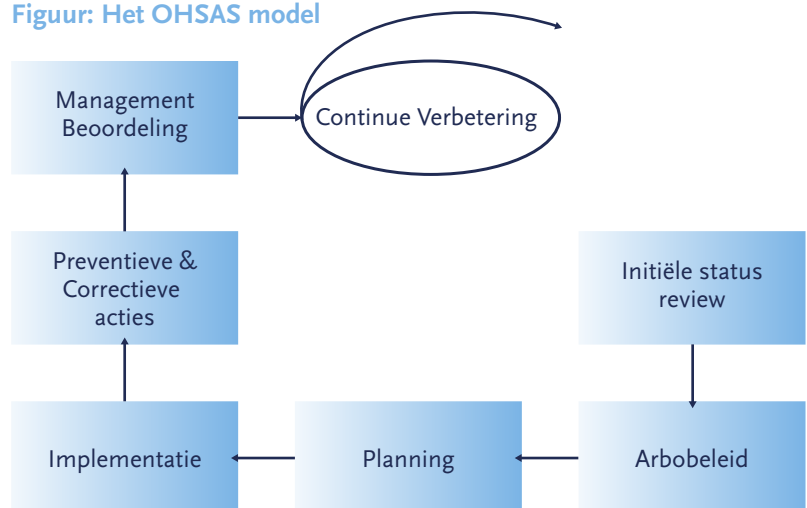 Figuur: Het OHSAS model
Management
Beoordeling
Continue Verbetering
Preventieve &
Correctieve
acties
Initiële status
review
Implementatie
Planning
Arbobeleid